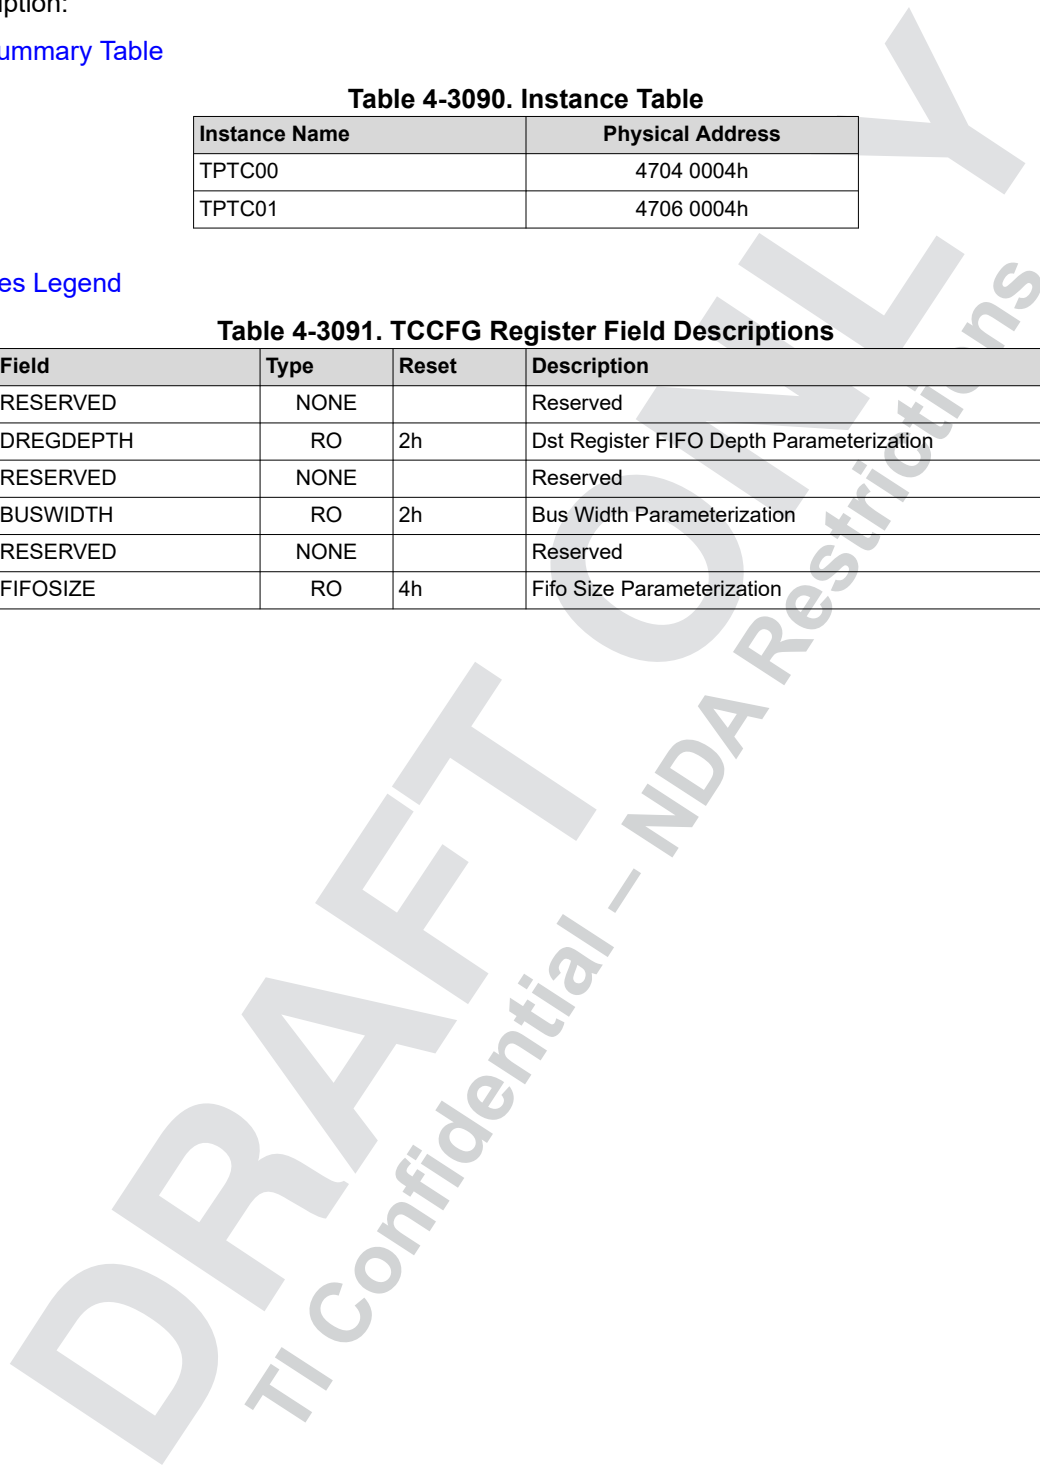 iption:
ummary Table
Table 4-3090. Instance Table
Instance Name Physical Address
TPTC00 4704 0004h
TPTC01 4706 0004h
es Legend
Table 4-3091. TCCFG Register Field Descriptions
Field Type Reset Description
RESERVED NONE Reserved
DREGDEPTH RO 2h Dst Register FIFO Depth Parameterization
RESERVED NONE Reserved
BUSWIDTH RO 2h Bus Width Parameterization
RESERVED NONE Reserved
FIFOSIZE RO 4h Fifo Size Parameterization
DRAFT ONLY
TI Confidential – NDA Restrictions